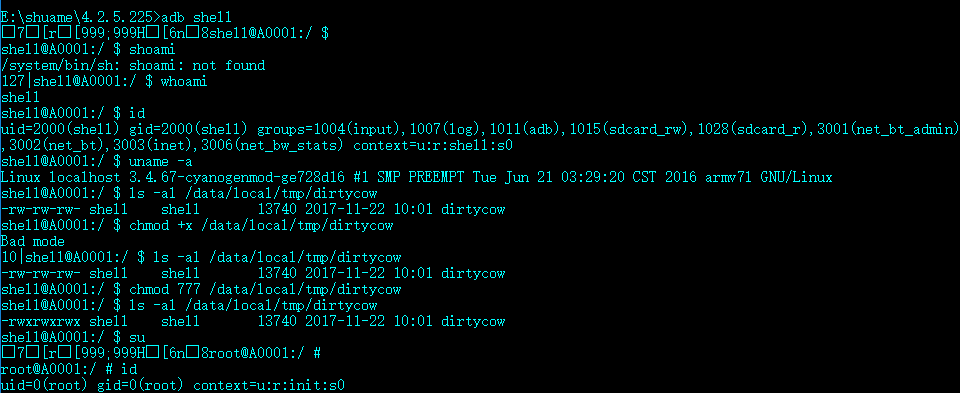 E:\shuame\4.2.5.225>adb shell
□7□[r□[999;999H□[6n□8shell@A0001:/ $
shell@A0001:/ $ shoami
/system/bin/sh: shoami: not found
127|shell@A0001:/ $ whoami
shell
shell@A0001:/ $ id
uid=2000(shell) gid=2000(shell) groups=1004(input),1007(log),1011(adb),1015(sdcard_rw),1028(sdcard_r),3001(net_bt_admin)
,3002(net_bt),3003(inet),3006(net_bw_stats) context=u:r:shell:s0
shell@A0001:/ $ uname -a
Linux localhost 3.4.67-cyanogenmod-ge728d16 #1 SMP PREEMPT Tue Jun 21 03:29:20 CST 2016 armv7l GNU/Linux
shell@A0001:/ $ ls -al /data/local/tmp/dirtycow
-rw-rw-rw- shell    shell       13740 2017-11-22 10:01 dirtycow
shell@A0001:/ $ chmod +x /data/local/tmp/dirtycow
Bad mode
10|shell@A0001:/ $ ls -al /data/local/tmp/dirtycow
-rw-rw-rw- shell    shell       13740 2017-11-22 10:01 dirtycow
shell@A0001:/ $ chmod 777 /data/local/tmp/dirtycow
shell@A0001:/ $ ls -al /data/local/tmp/dirtycow
-rwxrwxrwx shell    shell       13740 2017-11-22 10:01 dirtycow
shell@A0001:/ $ su
□7□[r□[999;999H□[6n□8root@A0001:/ #
root@A0001:/ # id
uid=0(root) gid=0(root) context=u:r:init:s0